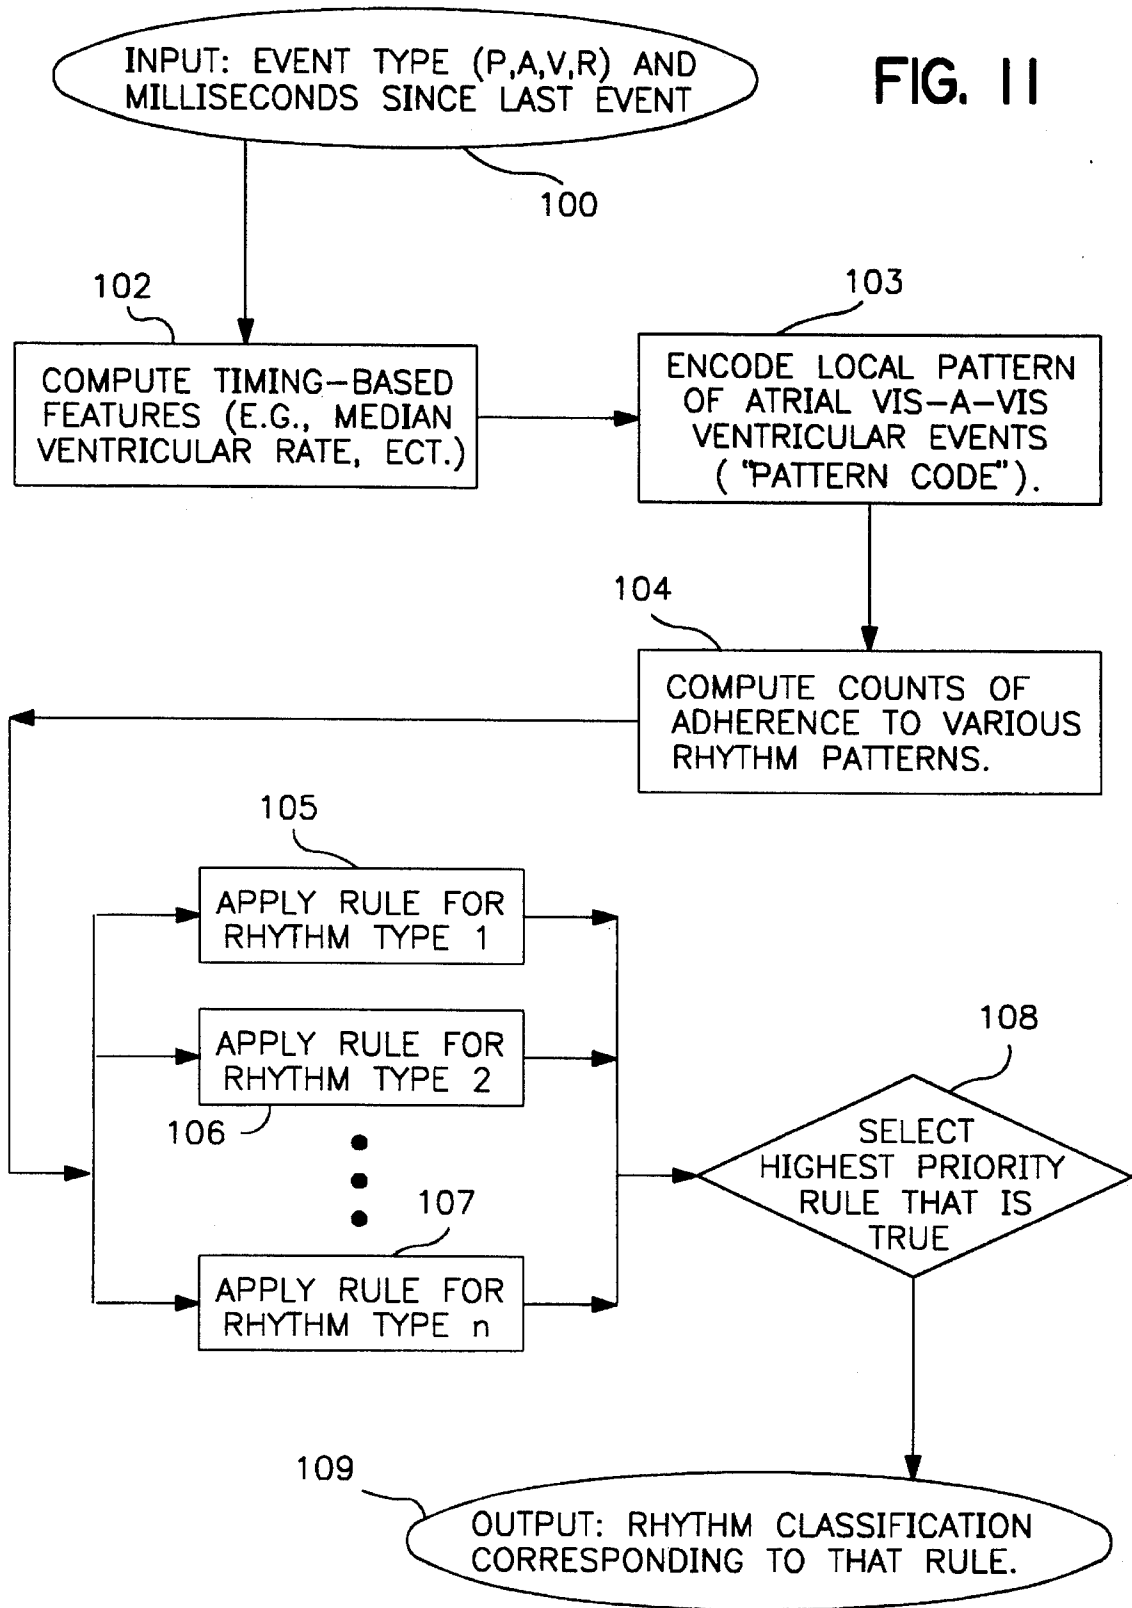 INPUT: EVENT TYPE (P,A,V,R) AND
MILLISECONDS SINCE LAST EVENT
FIG. 11
100
102
COMPUTE TIMING-BASED
FEATURES (E.G., MEDIAN
VENTRICULAR RATE, ECT.)
103
ENCODE LOCAL PATTERN
OF ATRIAL VIS-A-VIS
VENTRICULAR EVENTS
( "PATTERN CODE").
104
COMPUTE COUNTS OF
ADHERENCE TO VARIOUS
RHYTHM PATTERNS.
105
APPLY RULE FOR
RHYTHM TYPE 1
APPLY RULE FOR
RHYTHM TYPE 2
106
107
APPLY RULE FOR
RHYTHM TYPE n
108
SELECT
HIGHEST PRIORITY
RULE THAT IS
TRUE
109
OUTPUT: RHYTHM CLASSIFICATION
CORRESPONDING TO THAT RULE.